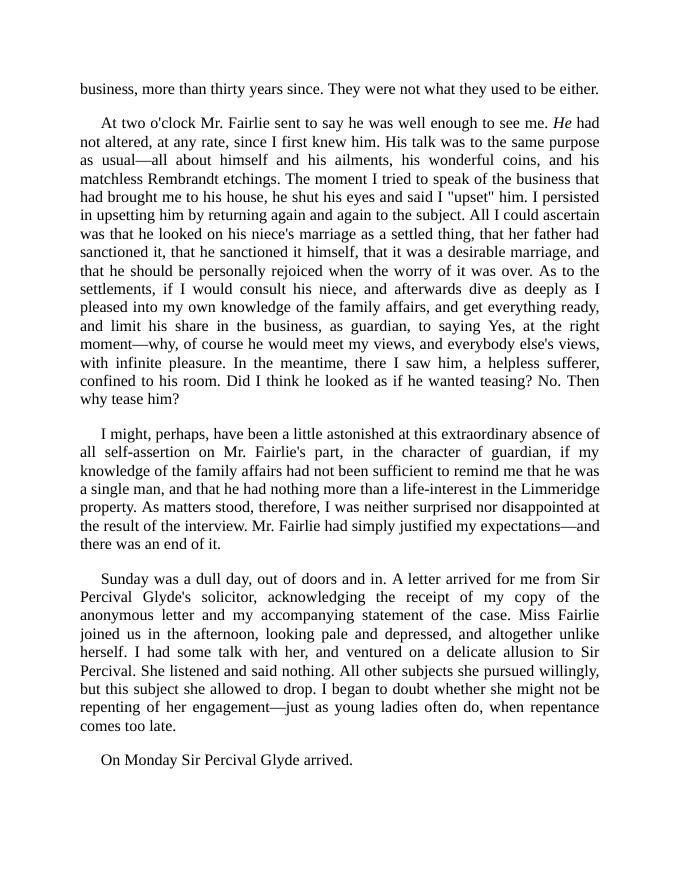 business, more than thirty years since. They were not what they used to be either.
At two o'clock Mr. Fairlie sent to say he was well enough to see me. He had
not altered, at any rate, since I first knew him. His talk was to the same purpose
as usual—all about himself and his ailments, his wonderful coins, and his
matchless Rembrandt etchings. The moment I tried to speak of the business that
had brought me to his house, he shut his eyes and said I "upset" him. I persisted
in upsetting him by returning again and again to the subject. All I could ascertain
was that he looked on his niece's marriage as a settled thing, that her father had
sanctioned it, that he sanctioned it himself, that it was a desirable marriage, and
that he should be personally rejoiced when the worry of it was over. As to the
settlements, if I would consult his niece, and afterwards dive as deeply as I
pleased into my own knowledge of the family affairs, and get everything ready,
and limit his share in the business, as guardian, to saying Yes, at the right
moment—why, of course he would meet my views, and everybody else's views,
with infinite pleasure. In the meantime, there I saw him, a helpless sufferer,
confined to his room. Did I think he looked as if he wanted teasing? No. Then
why tease him?
I might, perhaps, have been a little astonished at this extraordinary absence of
all self-assertion on Mr. Fairlie's part, in the character of guardian, if my
knowledge of the family affairs had not been sufficient to remind me that he was
a single man, and that he had nothing more than a life-interest in the Limmeridge
property. As matters stood, therefore, I was neither surprised nor disappointed at
the result of the interview. Mr. Fairlie had simply justified my expectations—and
there was an end of it.
Sunday was a dull day, out of doors and in. A letter arrived for me from Sir
Percival Glyde's solicitor, acknowledging the receipt of my copy of the
anonymous letter and my accompanying statement of the case. Miss Fairlie
joined us in the afternoon, looking pale and depressed, and altogether unlike
herself. I had some talk with her, and ventured on a delicate allusion to Sir
Percival. She listened and said nothing. All other subjects she pursued willingly,
but this subject she allowed to drop. I began to doubt whether she might not be
repenting of her engagement—just as young ladies often do, when repentance
comes too late.
On Monday Sir Percival Glyde arrived.